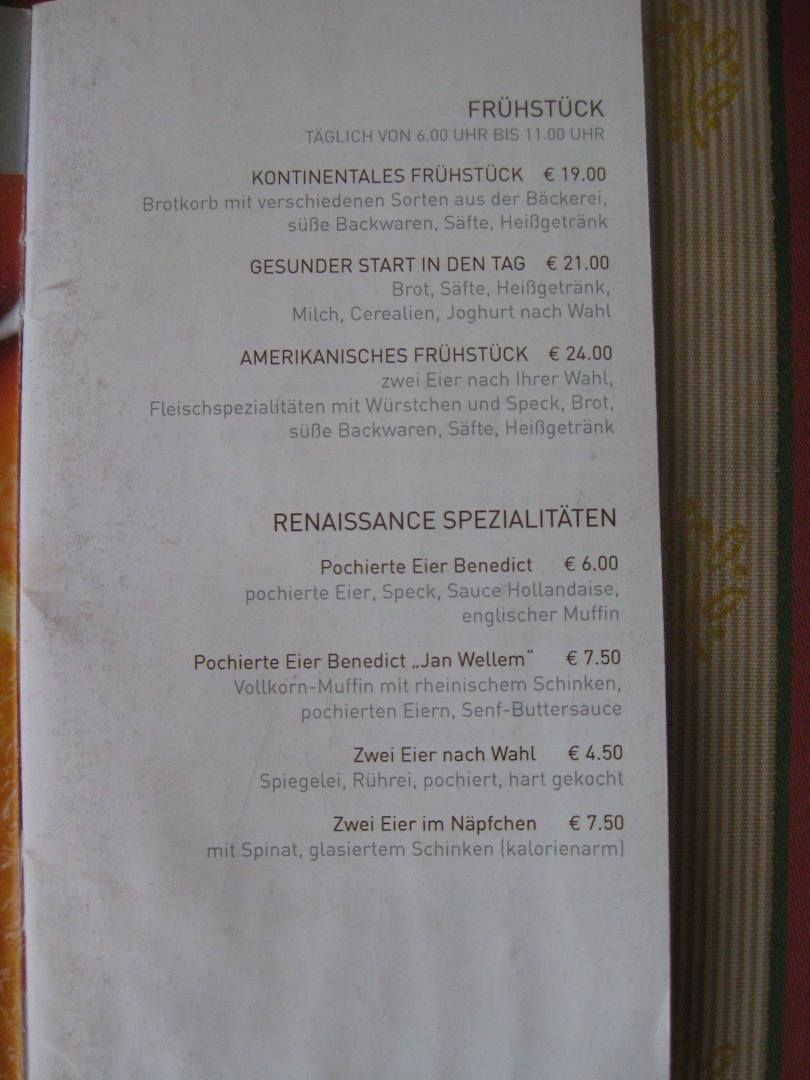 FRÜHSTÜCK
TÄGLICH VON 6.00 UHR BIS 11.00 UHR
KONTINENTALES FRÜHSTÜCK € 19.00
Brotkorb mit verschiedenen Sorten aus der Bäckerei,
süße Backwaren, Säfte, Heißgetränk
GESUNDER START IN DEN TAG € 21.00
Brot, Säfte, Heißgetränk,
Milch, Cerealien, Joghurt nach Wahl
AMERIKANISCHES FRÜHSTÜCK € 24.00
zwei Eier nach Ihrer Wahl,
Fleischspezialitäten mit Würstchen und Speck, Brot,
süße Backwaren, Säfte, Heißgetränk
RENAISSANCE SPEZIALITÄTEN
Pochierte Eier Benedict € 6.00
pochierte Eier, Speck, Sauce Hollandaise,
englischer Muffin
Pochierte Eier Benedict „Jan Wellem“ € 7.50
Vollkorn-Muffin mit rheinischem Schinken,
pochierten Eiern, Senf-Buttersauce
Zwei Eier nach Wahl € 4.50
Spiegelei, Rührei, pochiert, hart gekocht
Zwei Eier im Näpfchen € 7.50
mit Spinat, glasiertem Schinken (kalorienarm)